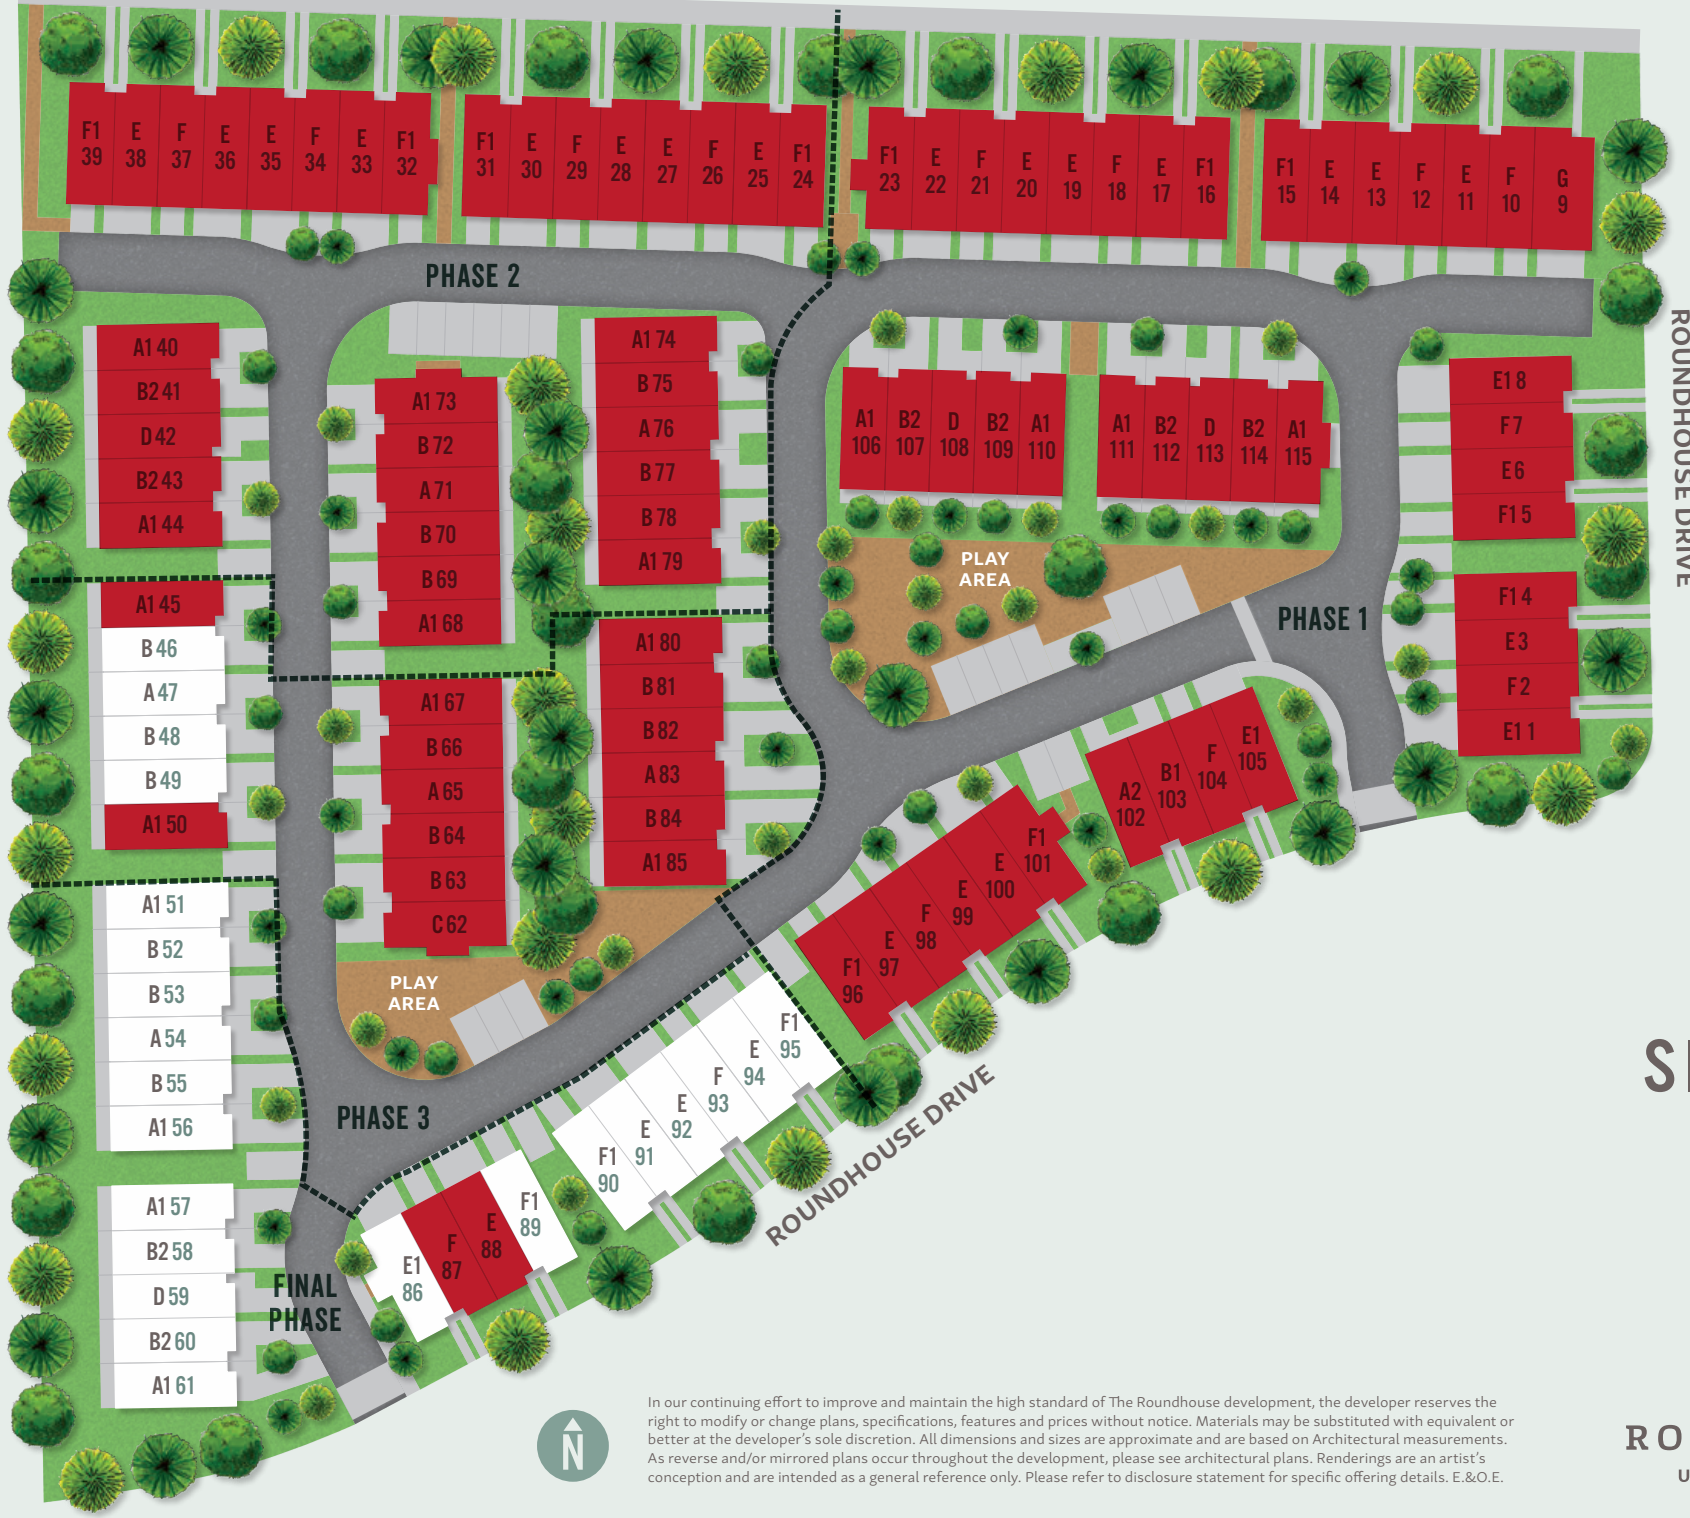 F1 39
E 38
F 37
E 36
E 35
F 34
E 33
F1 32
F1 31
E 30
F 29
E 28
E 27
F 26
E 25
F1 24
F1 23
E 22
F 21
E 20
E 19
F 18
E 17
F1 16
F1 15
E 14
E 13
F 12
E 11
F 10
G 9
PHASE 2
A1 40
B2 41
D 42
B2 43
A1 44
A1 73
B 72
A 71
B 70
B 69
A1 68
A1 74
B 75
A 76
B 77
B 78
A1 79
A1 106
B2 107
D 108
B2 109
A1 110
A1 111
B2 112
D 113
B2 114
A1 115
E1 8
F 7
E 6
F1 5
ROUNDHOUSE DRIVE
PLAY
AREA
PHASE 1
F1 4
E 3
F 2
E1 1
A1 45
B 46
A 47
B 48
B 49
A1 50
A1 67
B 66
A 65
B 64
B 63
C 62
A1 80
B 81
B 82
A 83
B 84
A1 85
A2 102
B1 103
F 104
E1 105
F1 96
E 97
F 98
E 99
E 100
F1 101
A1 51
B 52
B 53
A 54
B 55
A1 56
PLAY
AREA
PHASE 3
F1 90
E 91
E 92
F 93
E 94
F1 95
ROUNDHOUSE DRIVE
E1 86
F 87
E 88
F1 89
A1 57
B2 58
D 59
B2 60
A1 61
FINAL
PHASE
S
N
In our continuing effort to improve and maintain the high standard of The Roundhouse development, the developer reserves the
right to modify or change plans, specifications, features and prices without notice. Materials may be substituted with equivalent or
better at the developer's sole discretion. All dimensions and sizes are approximate and are based on Architectural measurements.
As reverse and/or mirrored plans occur throughout the development, please see architectural plans. Renderings are an artist's
conception and are intended as a general reference only. Please refer to disclosure statement for specific offering details. E.&O.E.
RO
U